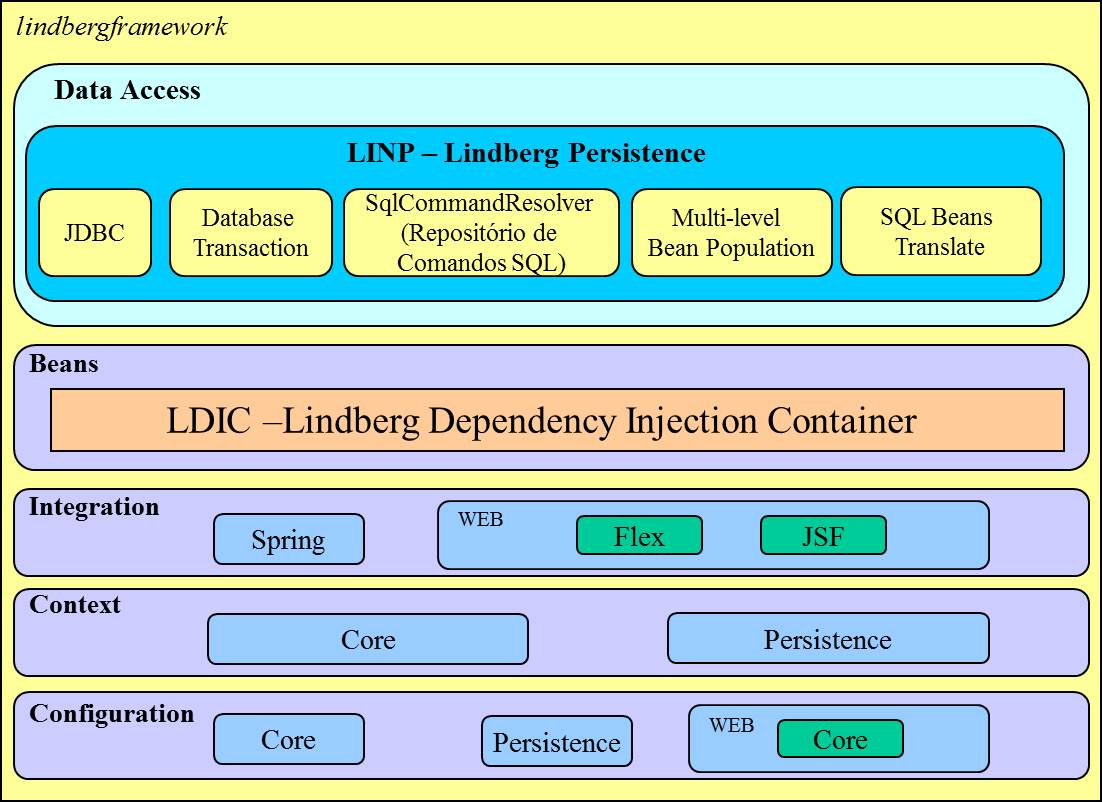 lindbergframework
Data Access
LINP – Lindberg Persistence
JDBC
Database
Transaction
SqlCommandResolver
(Repositório de
Comandos SQL)
Multi-level
Bean Population
SQL Beans
Translate
Beans
LDIC –Lindberg Dependency Injection Container
Integration
Spring
WEB
Flex
JSF
Context
Core
Persistence
Configuration
Core
Persistence
WEB
Core